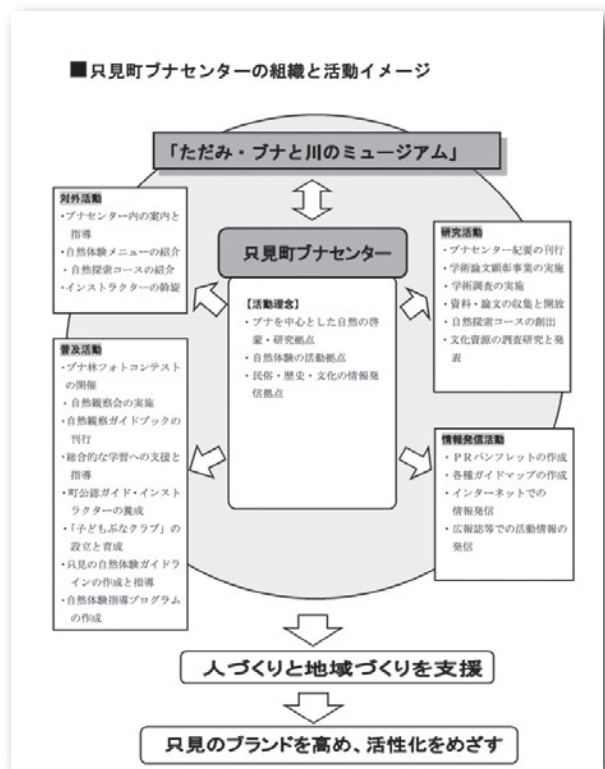 ■只見町ブナセンターの組織と活動イメージ
「ただみ・ブナと川のミュージアム」
対外活動
・ブナセンター内の案内と
指導
・自然体験メニューの紹介
・自然探索コースの紹介
・インストラクターの斡旋
只見町ブナセンター
【活動理念】
・ブナを中心とした自然の啓
蒙・研究拠点
・自然体験の活動拠点
・民俗・歴史・文化の情報発
信拠点
研究活動
・ブナセンター紀要の刊行
・学術論文顕彰事業の実施
・学術調査の実施
・資料・論文の収集と開放
・自然探索コースの創出
・文化資源の調査研究と発
表
普及活動
・ブナ林フォトコンテスト
の開催
・自然観察会の実施
・自然観察ガイドブックの
刊行
・総合的な学習への支援と
指導
・町公認ガイド・インスト
ラクターの養成
・「子どもぶなクラブ」の
設立と育成
・只見の自然体験ガイドラ
インの作成と指導
・自然体験指導プログラム
の作成
情報発信活動
・PRパンフレットの作成
・各種ガイドマップの作成
・インターネットでの
情報発信
・広報誌等での活動情報の
発信
人づくりと地域づくりを支援
只見のブランドを高め、活性化をめざす